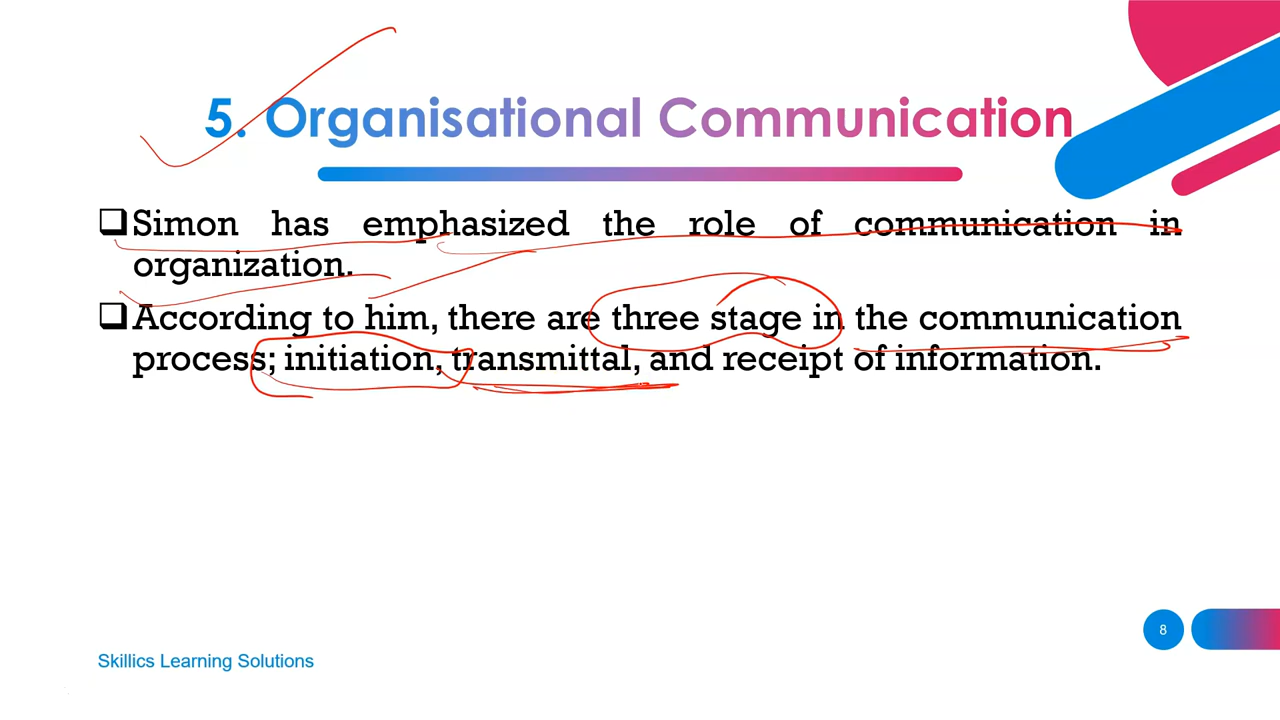 5. Organisational Communication
❑Simon has emphasized the role of communication in
organization.
❑According to him, there are three stage in the communication
process; initiation, transmittal, and receipt of information.
8
Skillics Learning Solutions